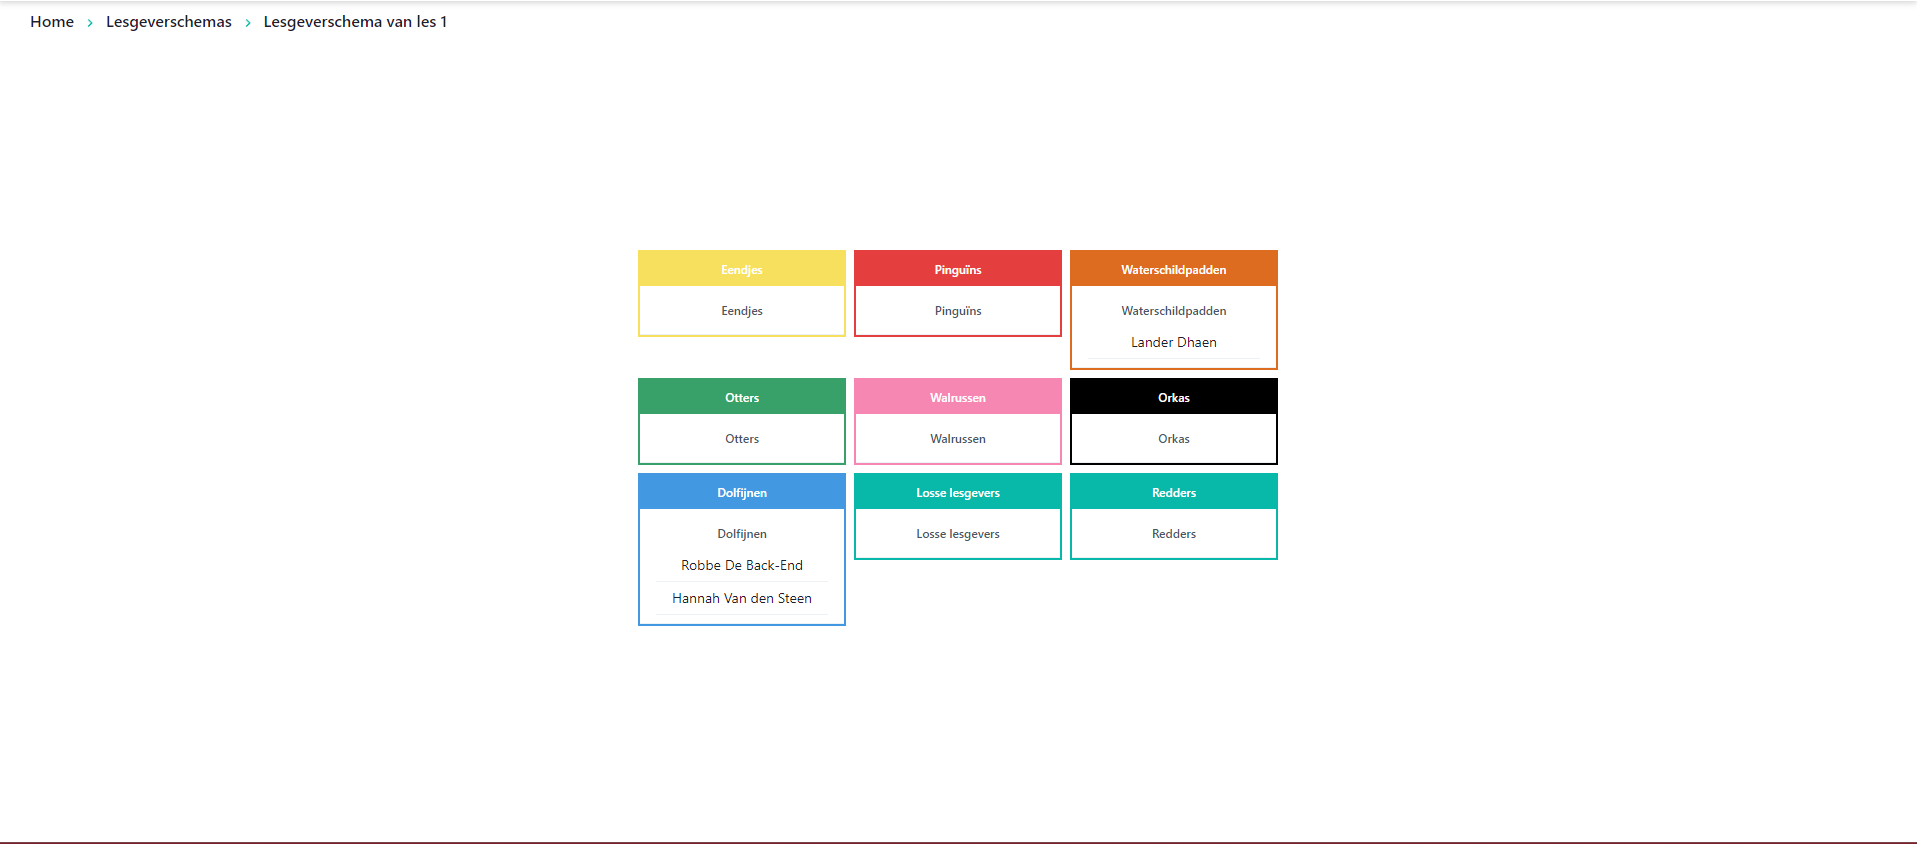 Home > Lesgeverschemas > Lesgeverschema van les 1
Eendjes
Eendjes
Pinguïns
Pinguïns
Waterschildpadden
Waterschildpadden
Lander Dhaen
Otters
Otters
Walrussen
Walrussen
Orkas
Orkas
Dolfijnen
Dolfijnen
Robbe De Back-End
Hannah Van den Steen
Losse lesgevers
Losse lesgevers
Redders
Redders